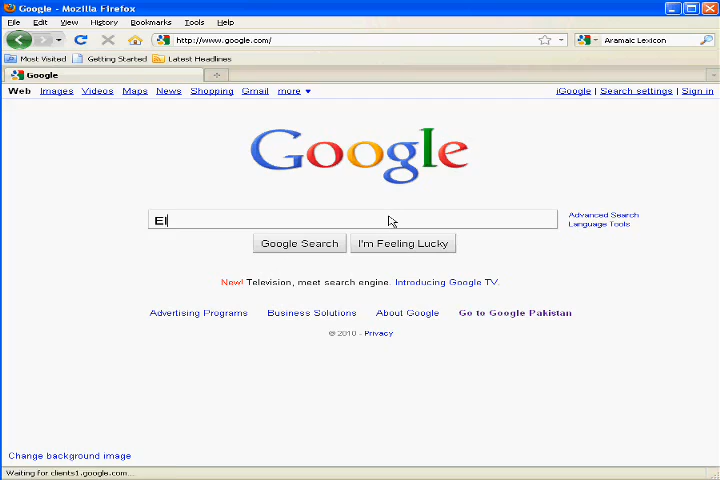 Google - Mozilla Firefox
File Edit View History Bookmarks Tools Help
http://www.google.com/ Aramaic Lexicon
Most Visited Getting Started Latest Headlines
Google
Web Images Videos Maps News Shopping Gmail more iGoogle | Search settings | Sign in
Google
El Advanced Search
Language Tools
Google Search I'm Feeling Lucky
New! Television, meet search engine. Introducing Google TV.
Advertising Programs Business Solutions About Google Go to Google Pakistan
© 2010 - Privacy
Change background image
Waiting for clients1.google.com...